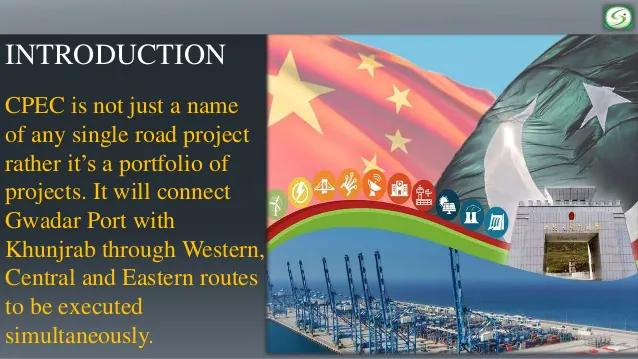 INTRODUCTION
CPEC is not just a name
of any single road project
rather it’s a portfolio of
projects. It will connect
Gwadar Port with
Khunjrab through Western,
Central and Eastern routes
to be executed
simultaneously.